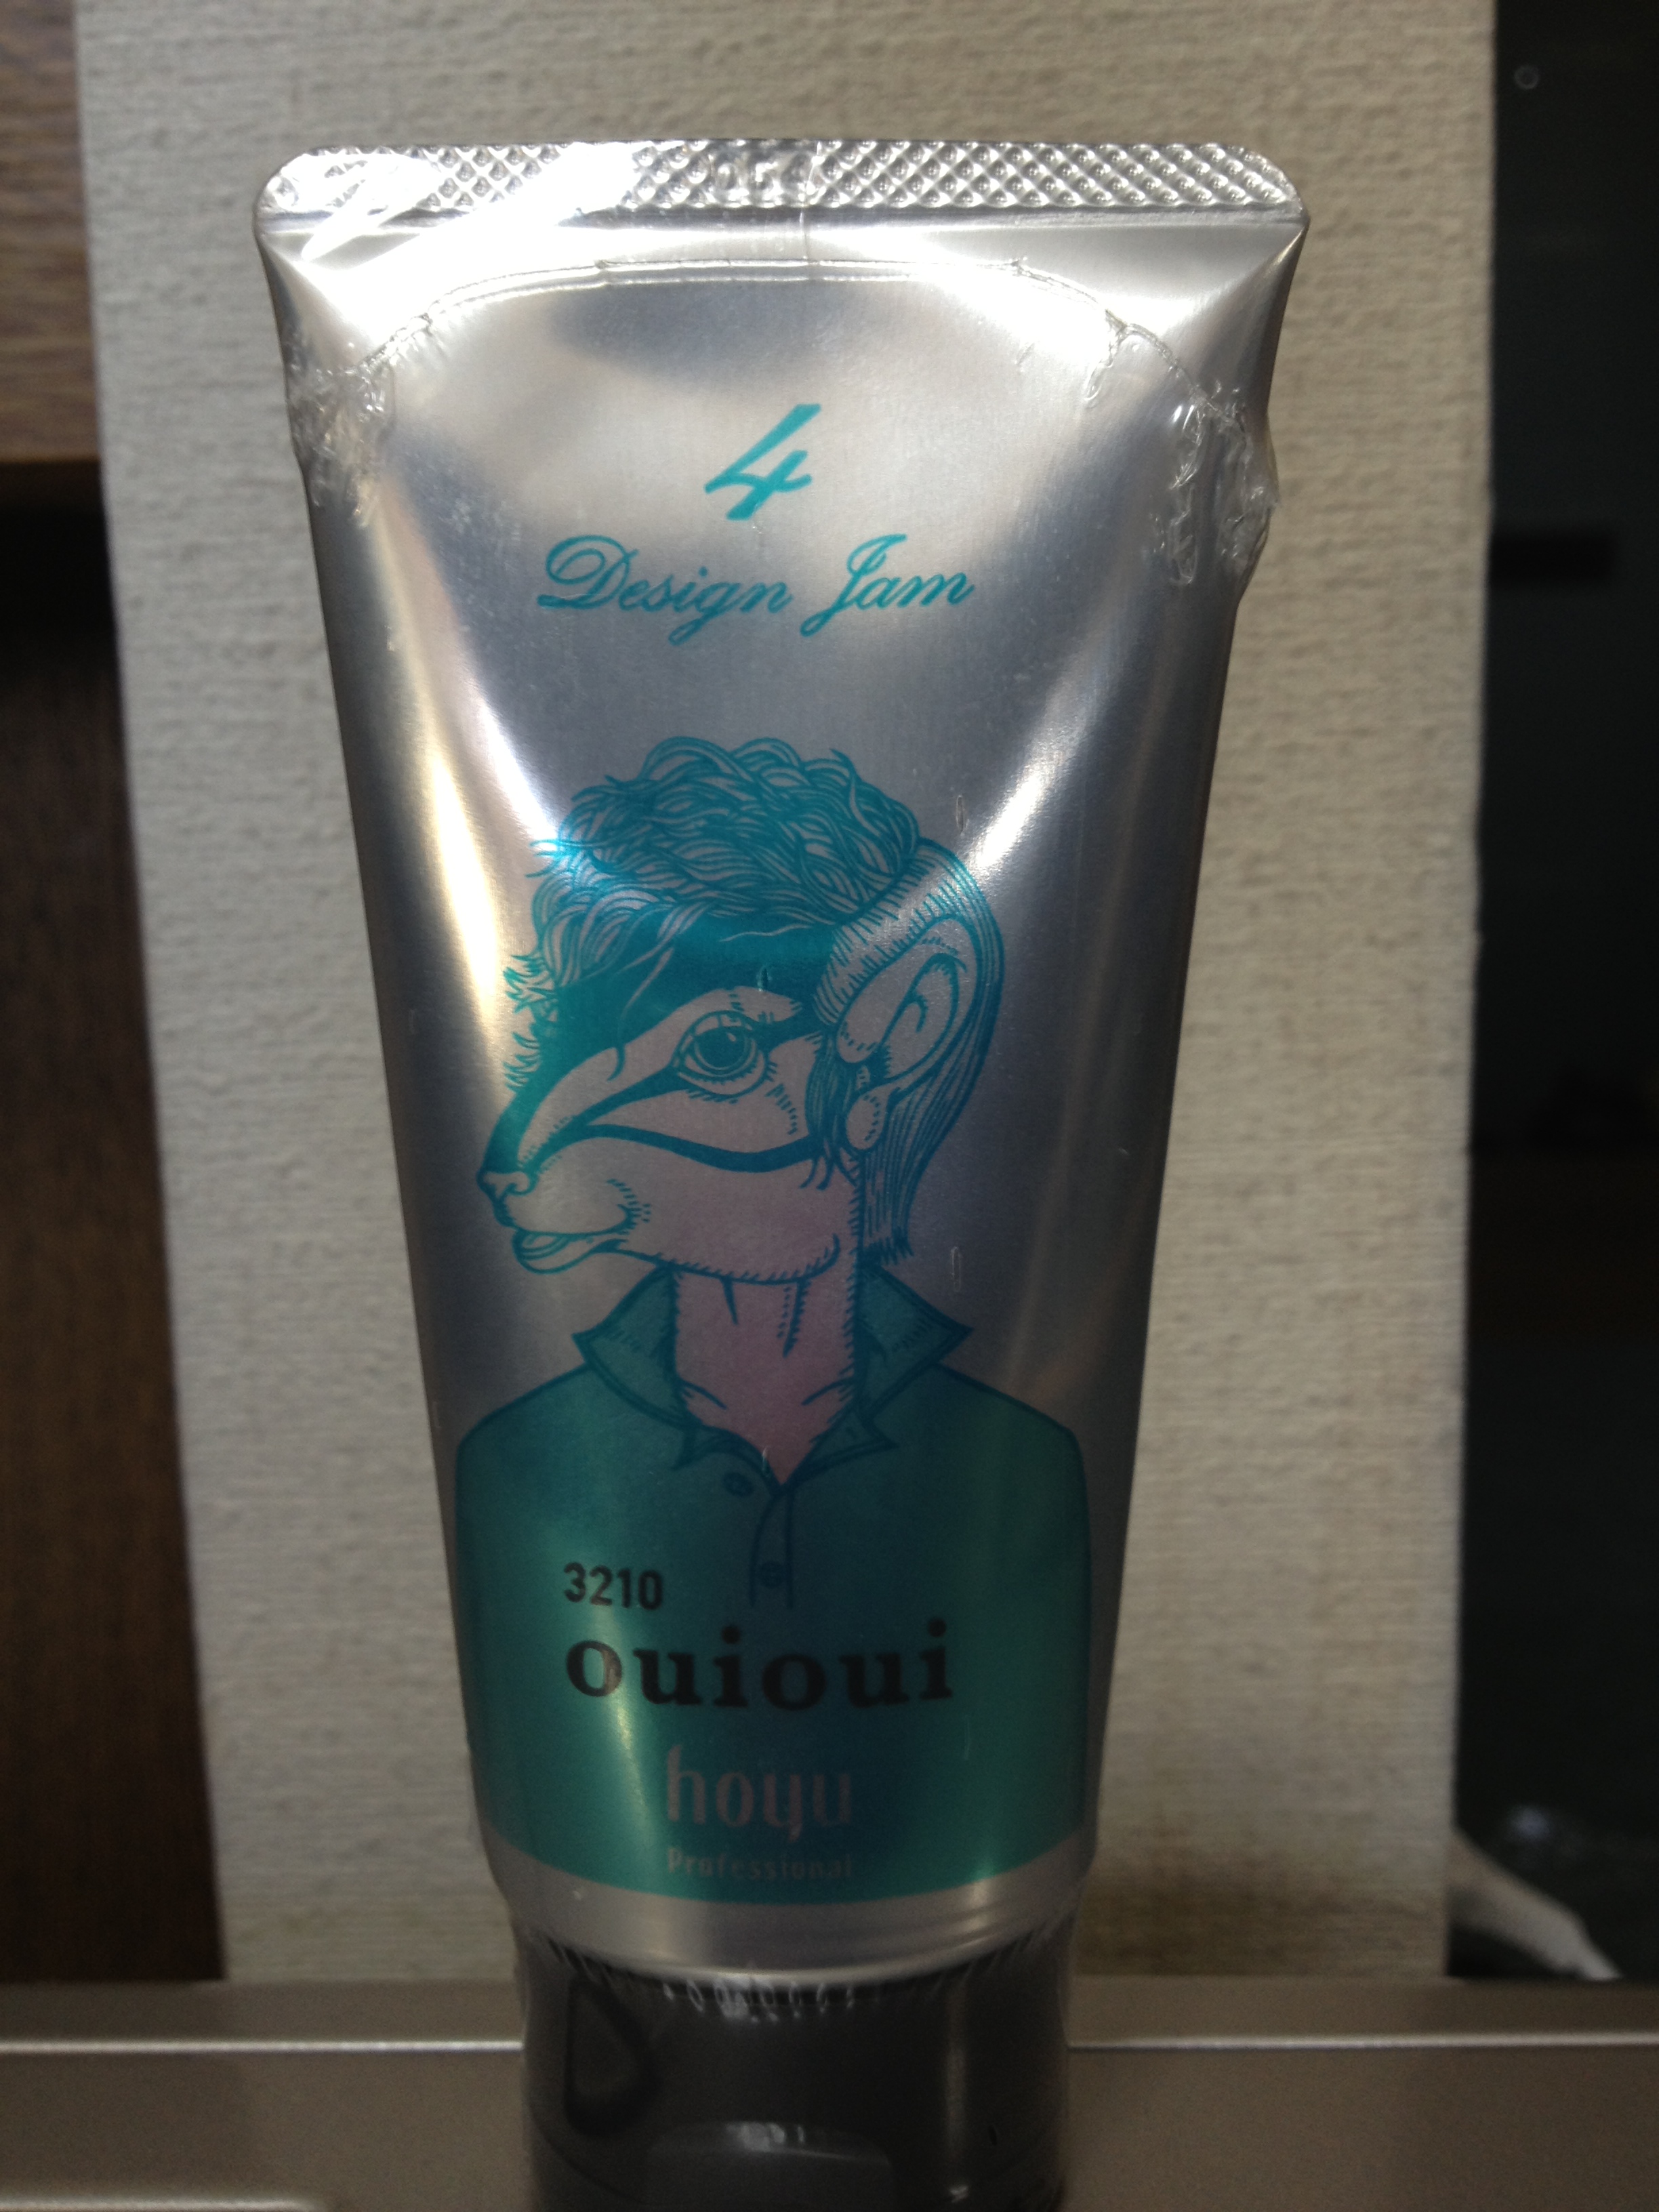 4
Design Jam
3210
ouioui
hoyu
Professional